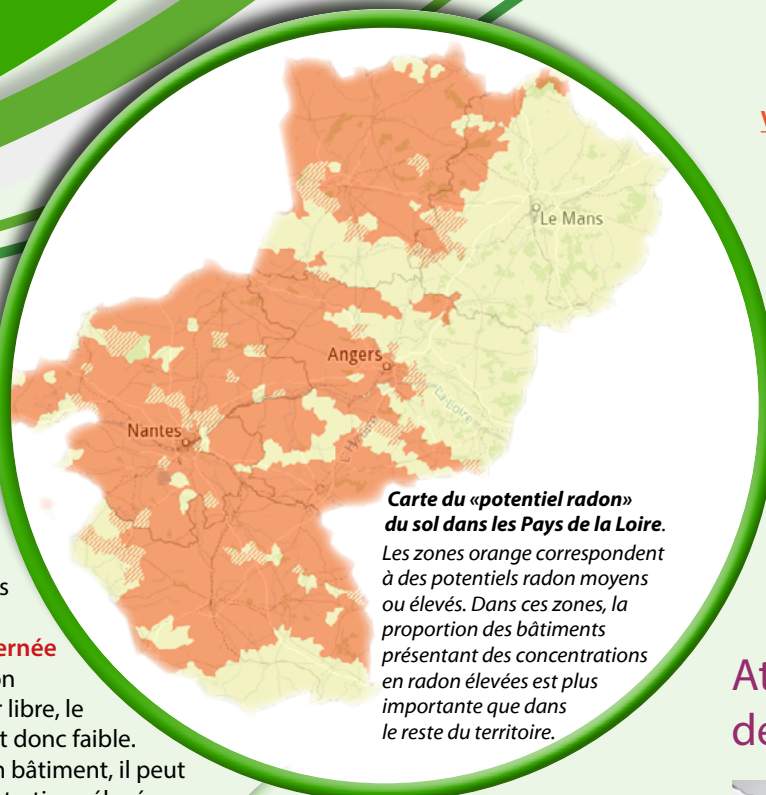 Le Mans
Angers
La Loire
Nantes
Carte du «potentiel radon»
du sol dans les Pays de la Loire.
Les zones orange correspondent
à des potentiels radon moyens
ou élevés. Dans ces zones, la
proportion des bâtiments
présentant des concentrations
en radon élevées est plus
importante que dans
le reste du territoire.
s
ernée
on
r libre, le
t donc faible.
bâtiment, il peut
At
de